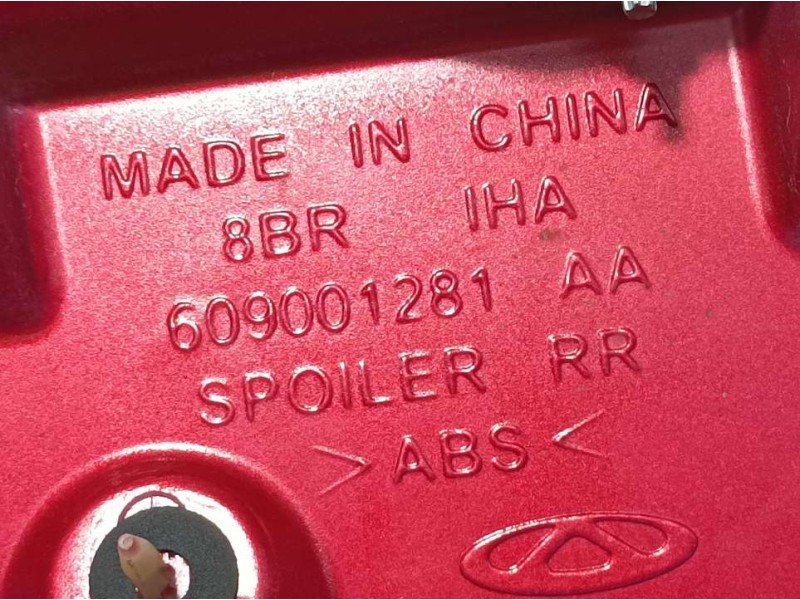 MADE IN CHINA
8BR IHA
609001281 AA
SPOILER RR
>ABS<